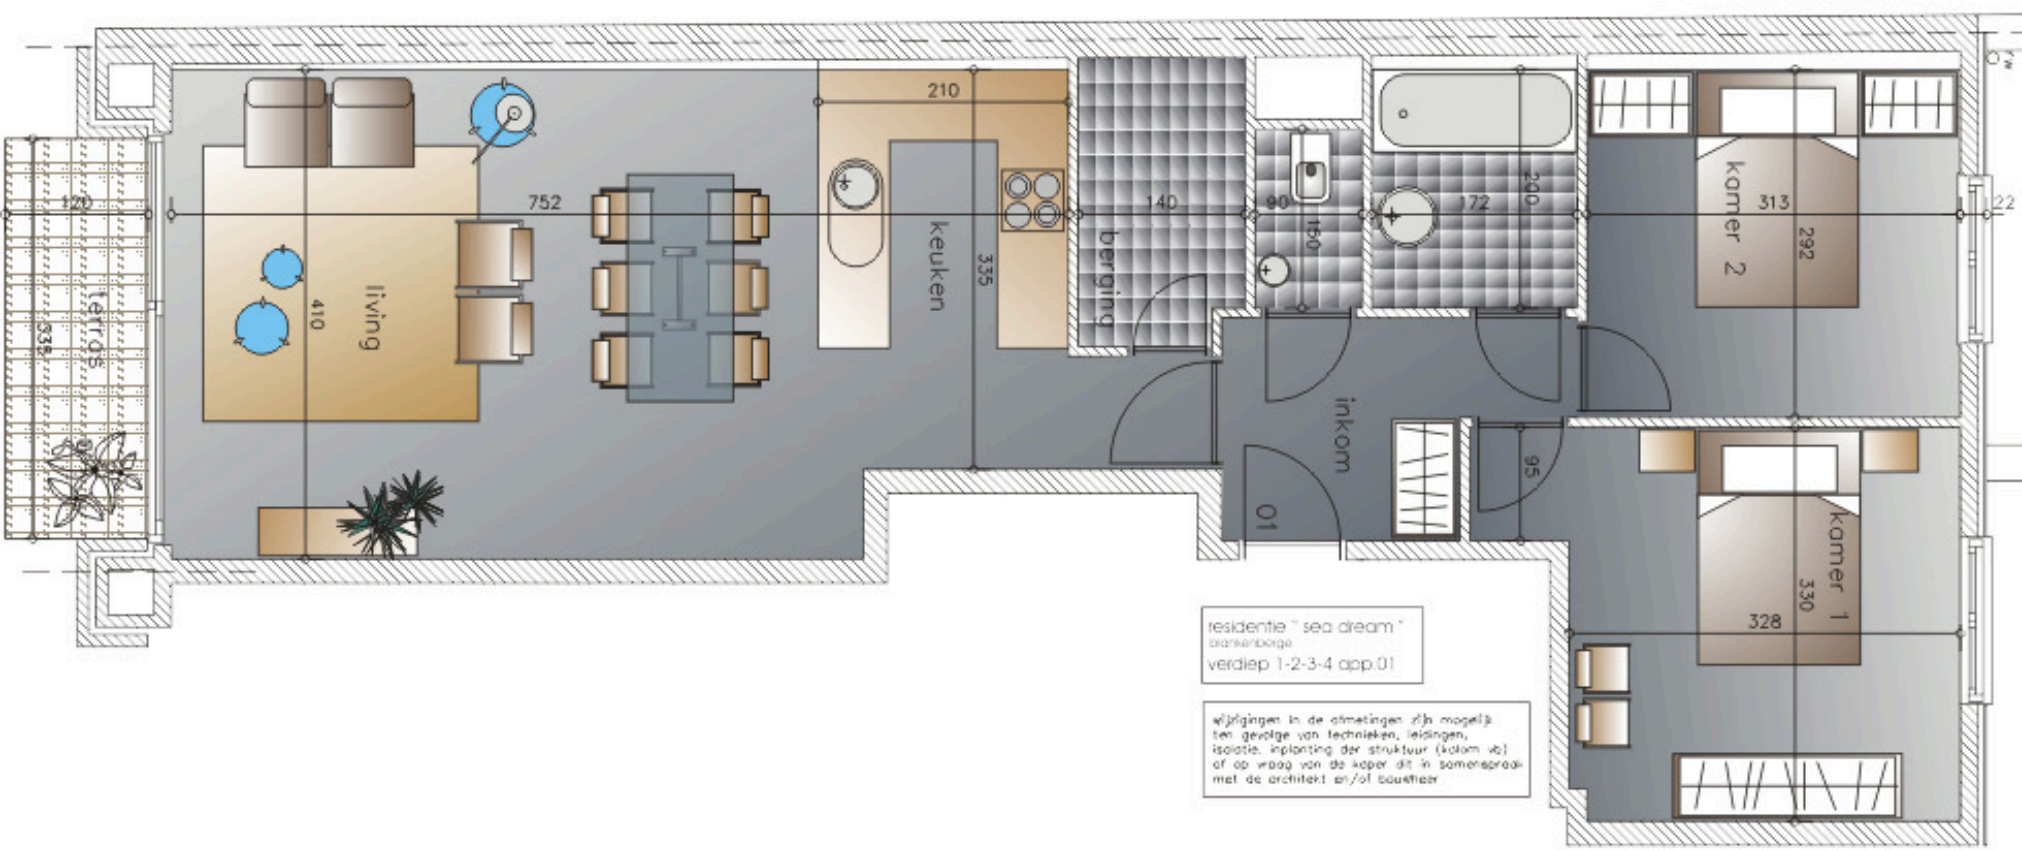 210
120
752
140
90
172
200
313
22
kamer 2
292
keuken
335
berging
150
terras
335
410
living
inkom
01
95
kamer 1
330
328
residentie " sea dream "
blankenberge
verdiep 1-2-3-4 app.01
wijzigingen in de afmetingen zijn mogelijk
ten gevolge van technieken, leidingen,
isolatie, inplanting der struktuur (kolom vb)
of op vraag van de koper dit in samenspraak
met de architekt en/of bouwheer